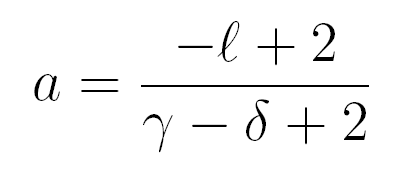 a = \frac{-\ell + 2}{\gamma - \delta + 2}